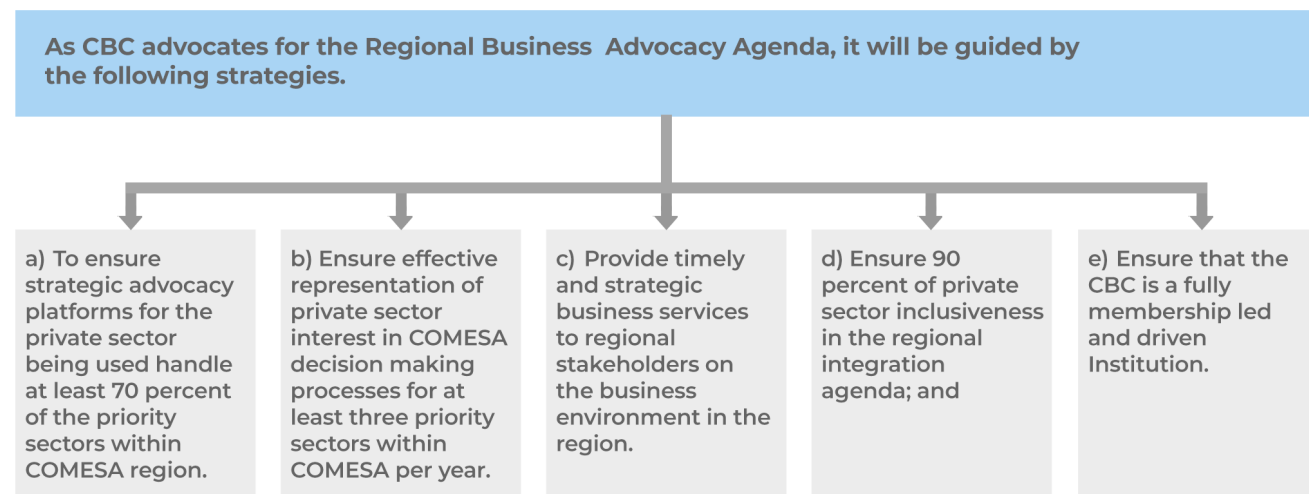 As CBC advocates for the Regional Business Advocacy Agenda, it will be guided by
the following strategies.
a) To ensure
strategic advocacy
platforms for the
private sector
being used handle
at least 70 percent
of the priority
sectors within
COMESA region.
b) Ensure effective
representation of
private sector
interest in COMESA
decision making
processes for at
least three priority
sectors within
COMESA per year.
c) Provide timely
and strategic
business services
to regional
stakeholders on
the business
environment in the
region.
d) Ensure 90
percent of private
sector inclusiveness
in the regional
integration
agenda; and
e) Ensure that the
CBC is a fully
membership led
and driven
Institution.